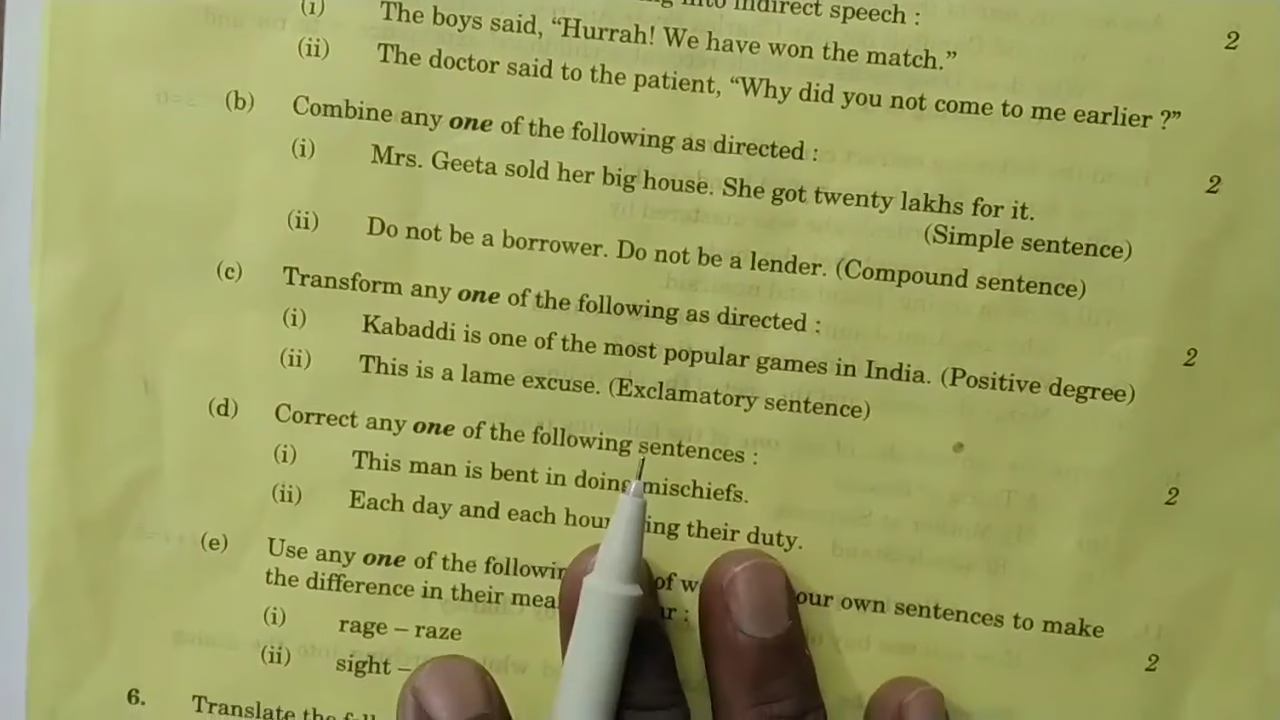 into indirect speech :
(i) The boys said, “Hurrah! We have won the match.”
2
(ii) The doctor said to the patient, “Why did you not come to me earlier ?”
(b) Combine any one of the following as directed :
2
(i) Mrs. Geeta sold her big house. She got twenty lakhs for it.
(Simple sentence)
(ii) Do not be a borrower. Do not be a lender. (Compound sentence)
(c) Transform any one of the following as directed :
2
(i) Kabaddi is one of the most popular games in India. (Positive degree)
(ii) This is a lame excuse. (Exclamatory sentence)
(d) Correct any one of the following sentences :
2
(i) This man is bent in doing mischiefs.
(ii) Each day and each their duty.
(e) Use any one of the of our own sentences to make
the difference in their
2
(i) rage – raze
(ii) sight –
6. Translate the